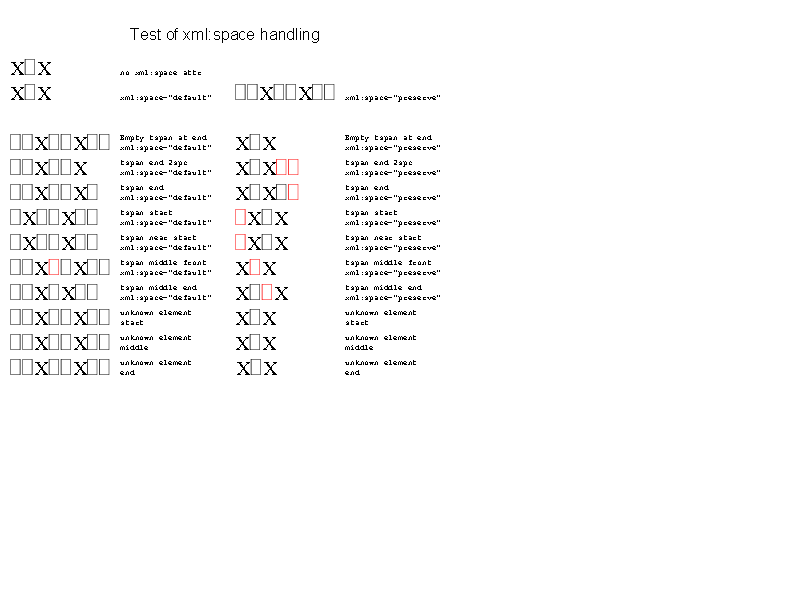 Test of xml:space handling
X□X no xml:space attr
X□X xml:space="default" □□X□□X□□ xml:space="preserve"
□□X□□X□□ Empty tspan at end X□X Empty tspan at end
xml:space="default" xml:space="preserve"
□□X□□X tspan end 2spc X□X□□ tspan end 2spc
xml:space="default" xml:space="preserve"
□□X□□X□ tspan end X□X□□ tspan end
xml:space="default" xml:space="preserve"
□X□□X□□ tspan start □X□X tspan start
xml:space="default" xml:space="preserve"
□X□□X□□ tspan near start □X□X tspan near start
xml:space="default" xml:space="preserve"
□□X□□X□□ tspan middle front X□X tspan middle front
xml:space="default" xml:space="preserve"
□□X□X□□ tspan middle end X□□X tspan middle end
xml:space="default" xml:space="preserve"
□□X□□X□□ unknown element X□X unknown element
start start
□□X□□X□□ unknown element X□X unknown element
middle middle
□□X□□X□□ unknown element X□X unknown element
end end